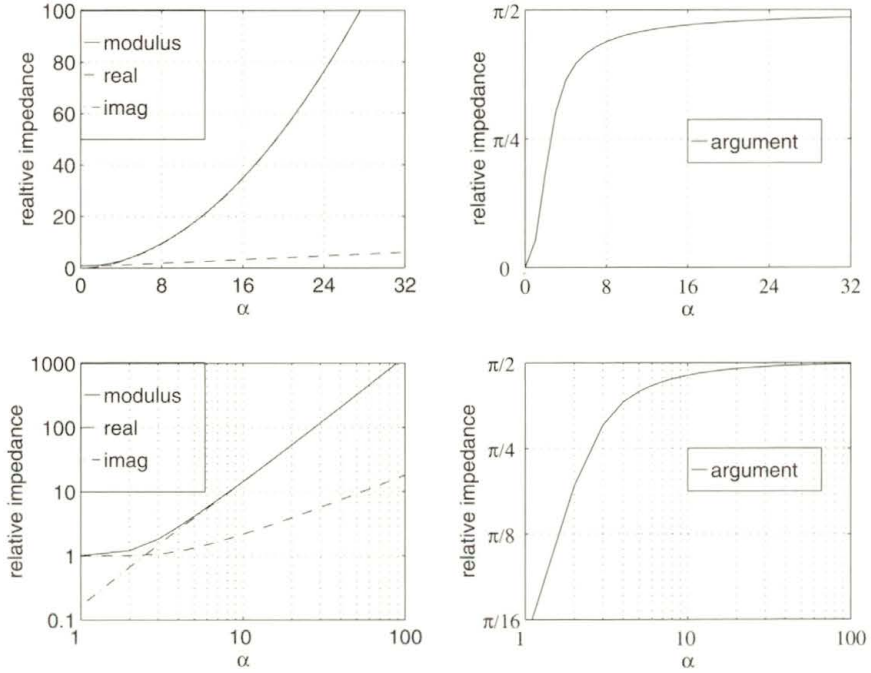 realtive impedance
100
80
60
40
20
0
modulus
real
imag
0 8 16 24 32
α
relative impedance
π/2
π/4
0
argument
0 8 16 24 32
α
relative impedance
1000
100
10
1
0.1
modulus
real
imag
1 10 100
α
relative impedance
π/2
π/4
π/8
π/16
argument
1 10 100
α